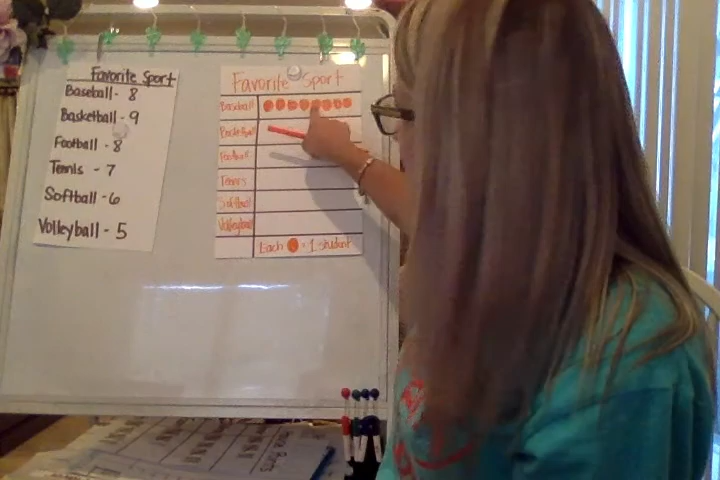 Favorite Sport
Baseball - 8
Basketball - 9
Football - 8
Tennis - 7
Softball - 6
Volleyball - 5
Favorite Sport
Baseball
Basketball
Football
Tennis
Softball
Volleyball
Each = 1 student